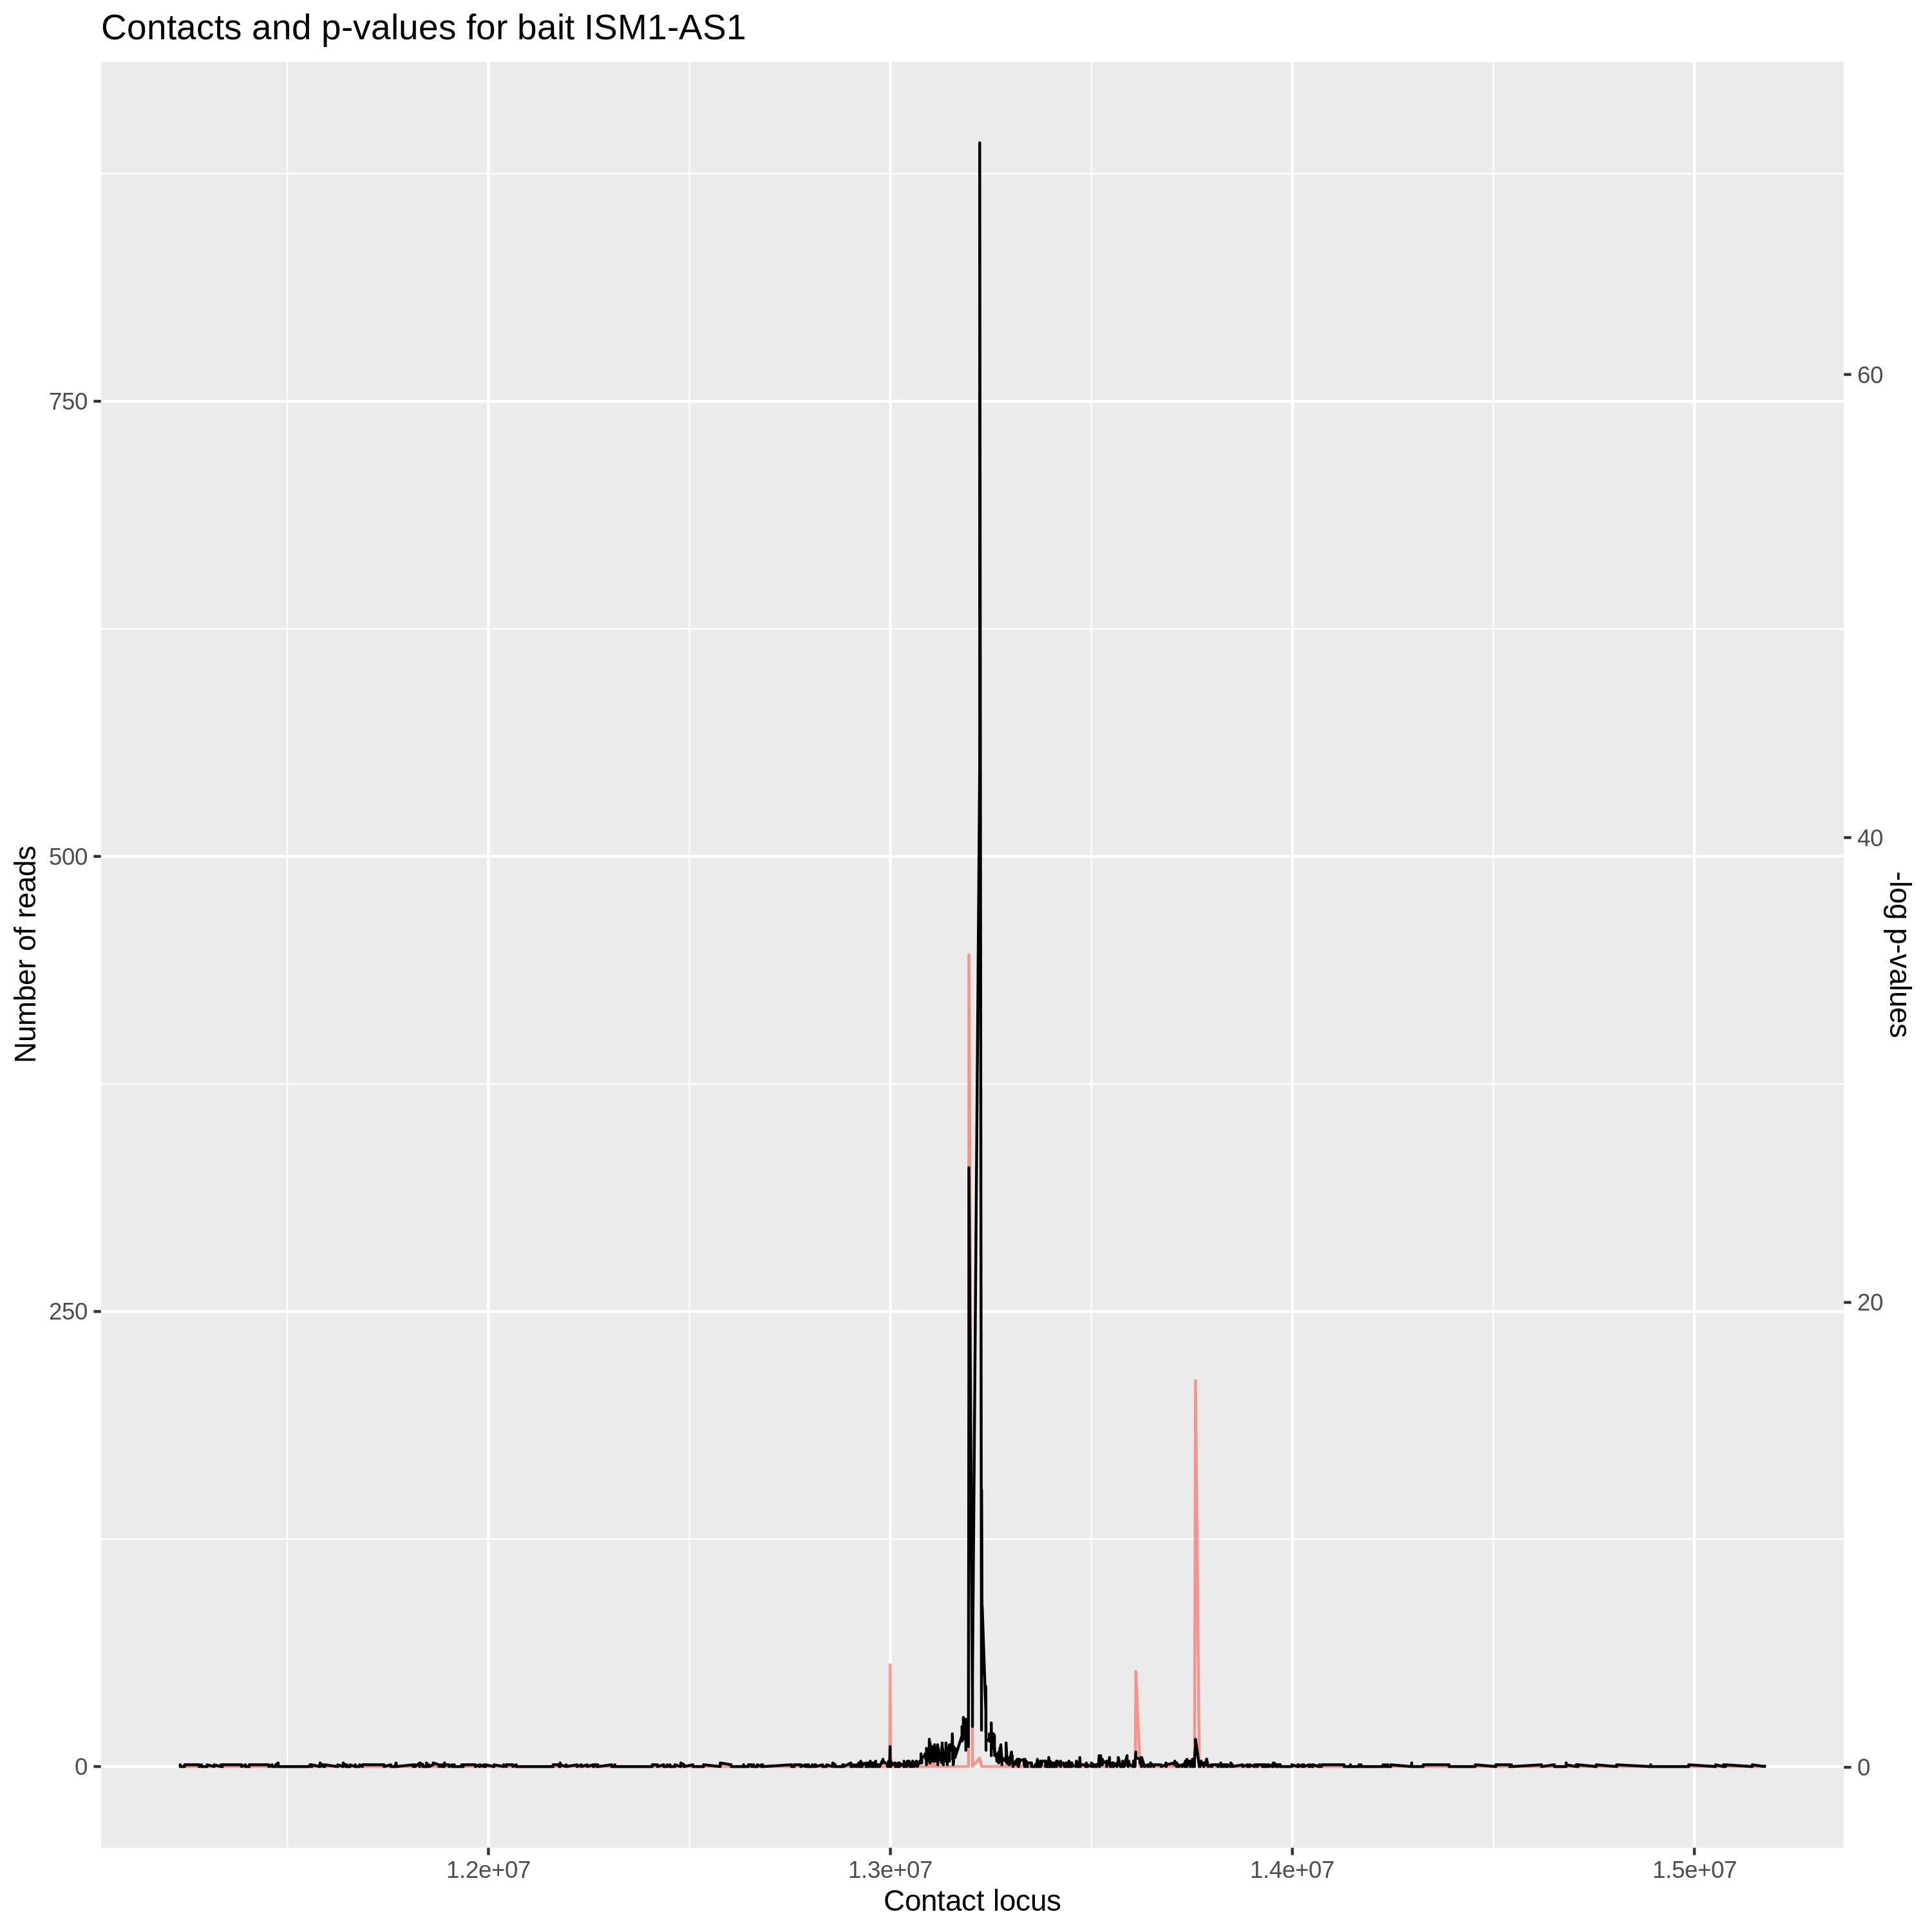 Contacts and p-values for bait ISM1-AS1
Number of reads
750
500
250
0
60
40
20
0
-log p-values
1.2e+07
1.3e+07
1.4e+07
1.5e+07
Contact locus